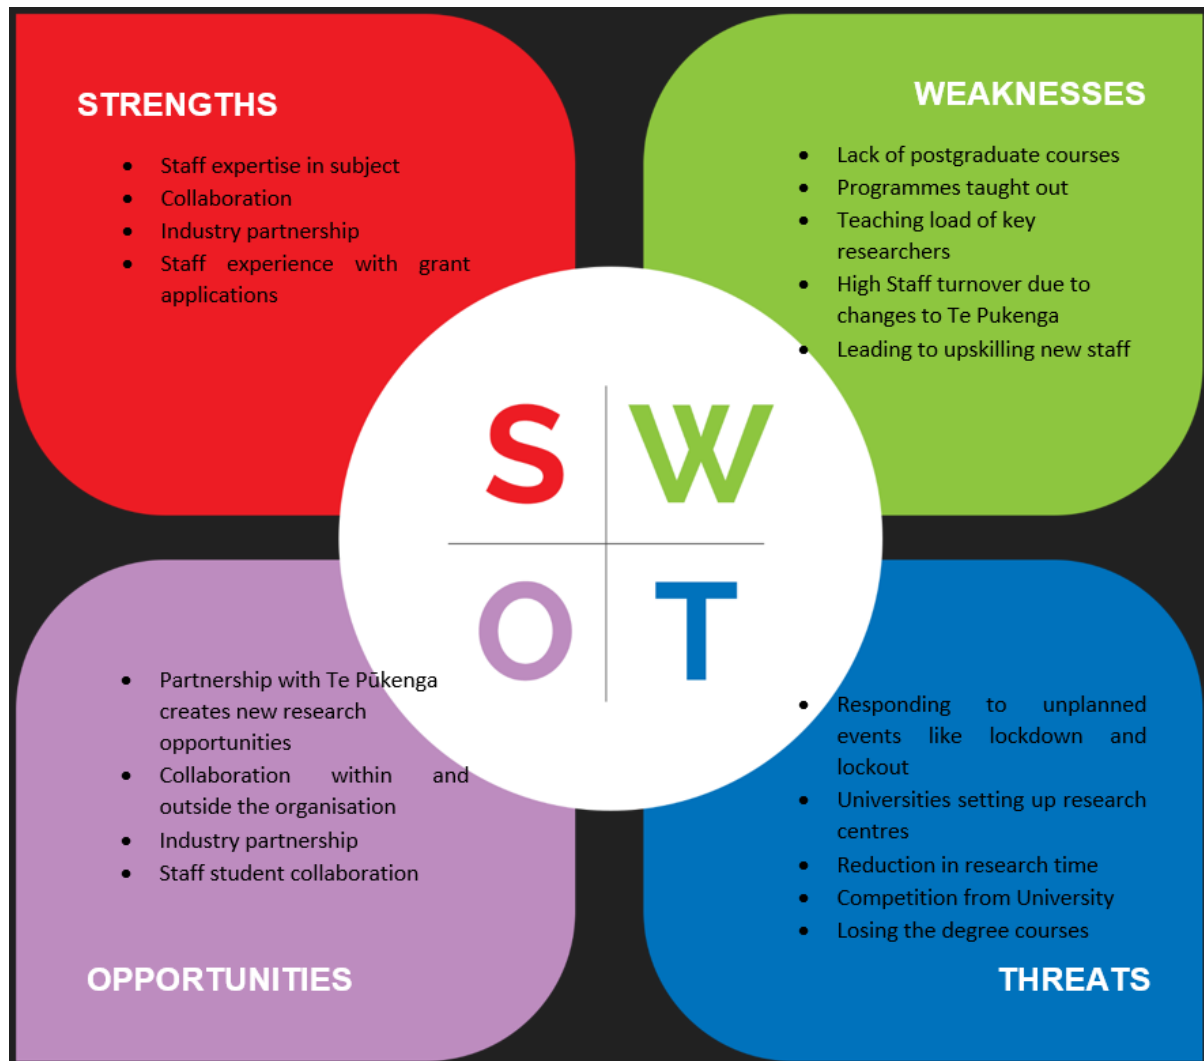 STRENGTHS
• Staff expertise in subject
• Collaboration
• Industry partnership
• Staff experience with grant
applications
WEAKNESSES
• Lack of postgraduate courses
• Programmes taught out
• Teaching load of key
researchers
• High Staff turnover due to
changes to Te Pukenga
• Leading to upskilling new staff
S W
O T
• Partnership with Te Pūkenga
creates new research
opportunities
• Collaboration within and
outside the organisation
• Industry partnership
• Staff student collaboration
OPPORTUNITIES
• Responding to unplanned
events like lockdown and
lockout
• Universities setting up research
centres
• Reduction in research time
• Competition from University
• Losing the degree courses
THREATS